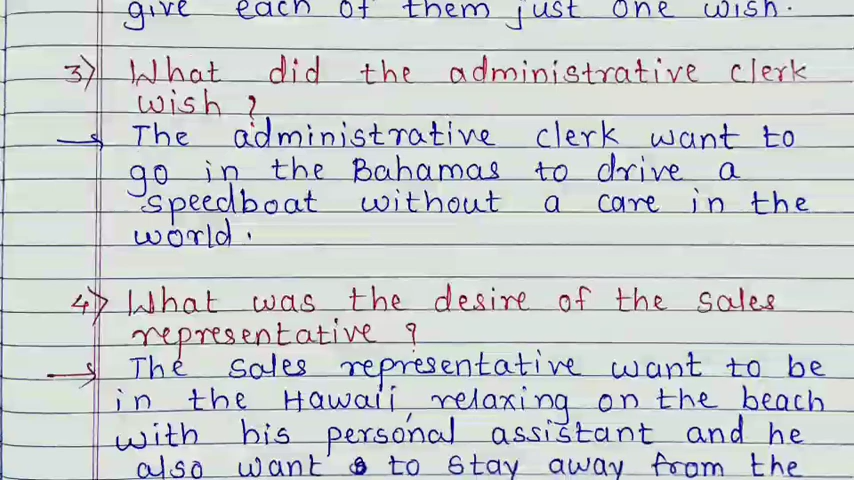 give each of them just one wish.
3) What did the administrative clerk
wish ?
→ The administrative clerk want to
go in the Bahamas to drive a
speedboat without a care in the
world.
4) What was the desire of the sales
representative ?
→ The sales representative want to be
in the Hawaii, relaxing on the beach
with his personal assistant and he
also want to stay away from the